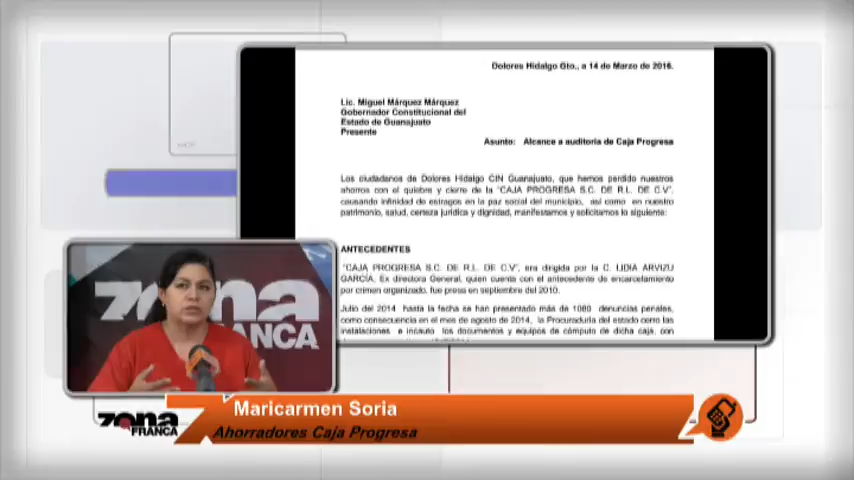 Dolores Hidalgo Gto., a 14 de Marzo de 2016.
Lic. Miguel Márquez Márquez
Gobernador Constitucional del
Estado de Guanajuato
Presente
Asunto: Alcance a auditoria de Caja Progresa
Los ciudadanos de Dolores Hidalgo CIN Guanajuato, que hemos perdido nuestros
ahorros con el quiebre y cierre de la "CAJA PROGRESA S.C. DE R.L. DE C.V",
causando infinidad de estragos en la paz social del municipio, así como en nuestro
patrimonio, salud, certeza jurídica y dignidad, manifestamos y solicitamos lo siguiente:
ANTECEDENTES
"CAJA PROGRESA S.C. DE R.L. DE C.V", era dirigida por la C. LIDIA ARVIZU
GARCÍA. Ex directora General, quien cuenta con el antecedente de encarcelamiento
por crimen organizado, fue presa en septiembre del 2010.
Julio del 2014 hasta la fecha se han presentado más de 1080 denuncias penales,
como consecuencia en el mes de agosto de 2014, la Procuraduría del estado cerro las
instalaciones e incauto los documentos y equipos de cómputo de dicha caja, con
zona
FRANCA
Maricarmen Soria
zona
FRANCA
Ahorradores Caja Progresa